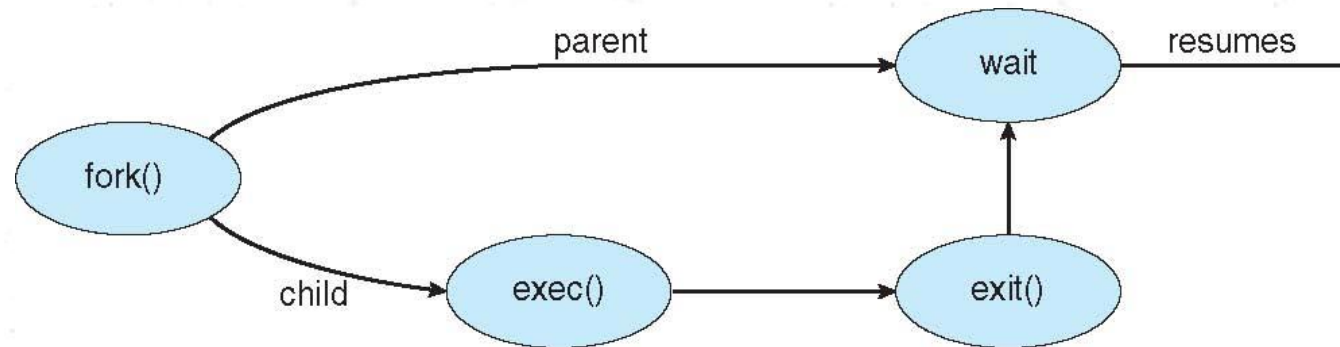 parent
wait
resumes
fork()
child
exec()
exit()